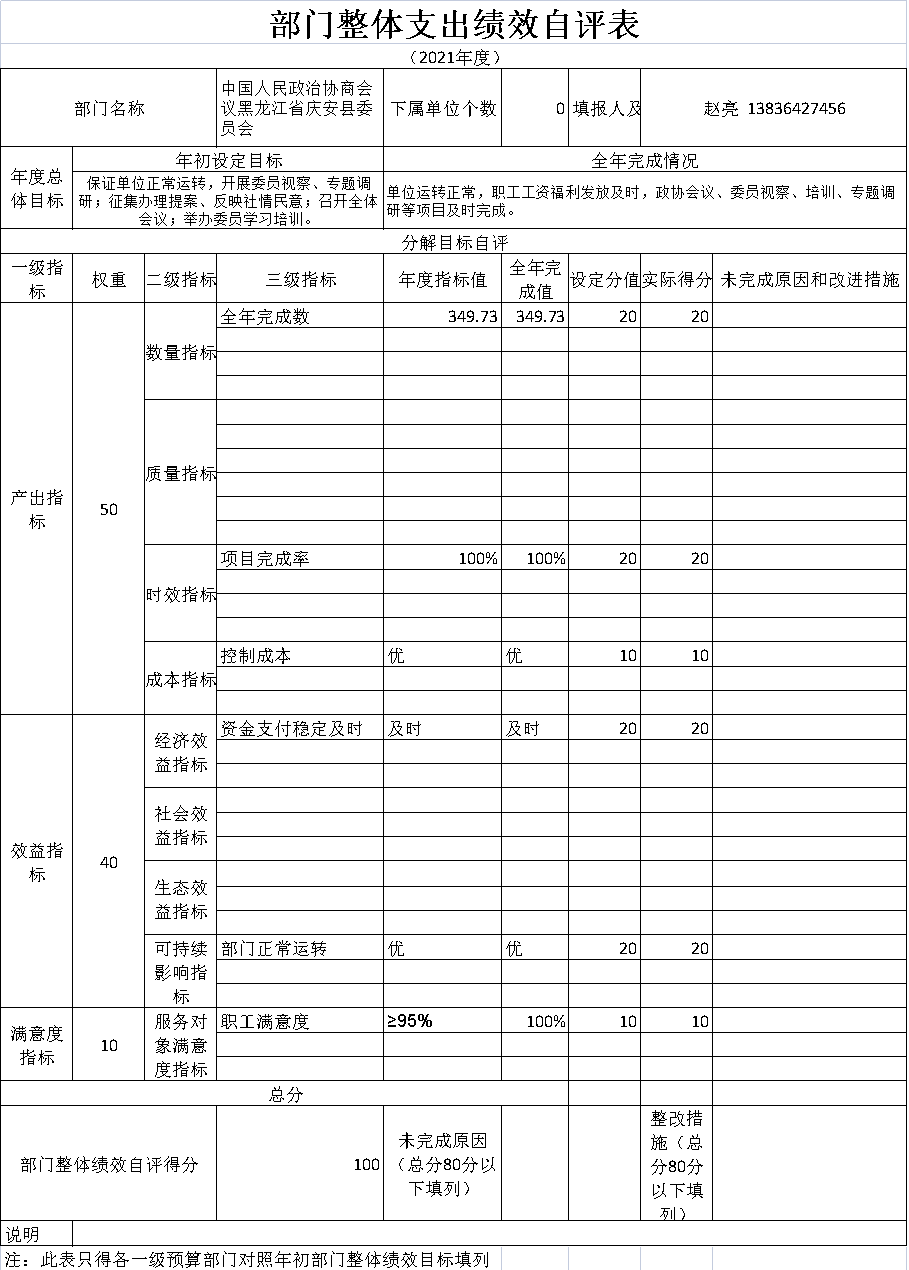 部门整体支出绩效自评表
（2021年度）
部门名称
中国人民政治协商会
议黑龙江省庆安县委
员会
下属单位个数
0
填报人及
赵亮 13836427456
年度总
体目标
年初设定目标
全年完成情况
保证单位正常运转，开展委员视察、专题调
研；征集办理提案、反映社情民意；召开全体
会议；举办委员学习培训。
单位运转正常，职工工资福利发放及时，政协会议、委员视察、培训、专题调
研等项目及时完成。
分解目标自评
一级指
标
权重
二级指标
三级指标
年度指标值
全年完
成值
设定分值
实际得分
未完成原因和改进措施
产出指
标
50
数量指标
全年完成数
349.73
349.73
20
20
质量指标
时效指标
项目完成率
100%
100%
20
20
成本指标
控制成本
优
优
10
10
效益指
标
40
经济效
益指标
资金支付稳定及时
及时
及时
20
20
社会效
益指标
生态效
益指标
可持续
影响指
标
部门正常运转
优
优
20
20
满意度
指标
10
服务对
象满意
度指标
职工满意度
≥95%
100%
10
10
总分
部门整体绩效自评得分
100
未完成原因
（总分80分以
下填列）
整改措
施（总
分80分
以下填
列）
说明
注：此表只得各一级预算部门对照年初部门整体绩效目标填列